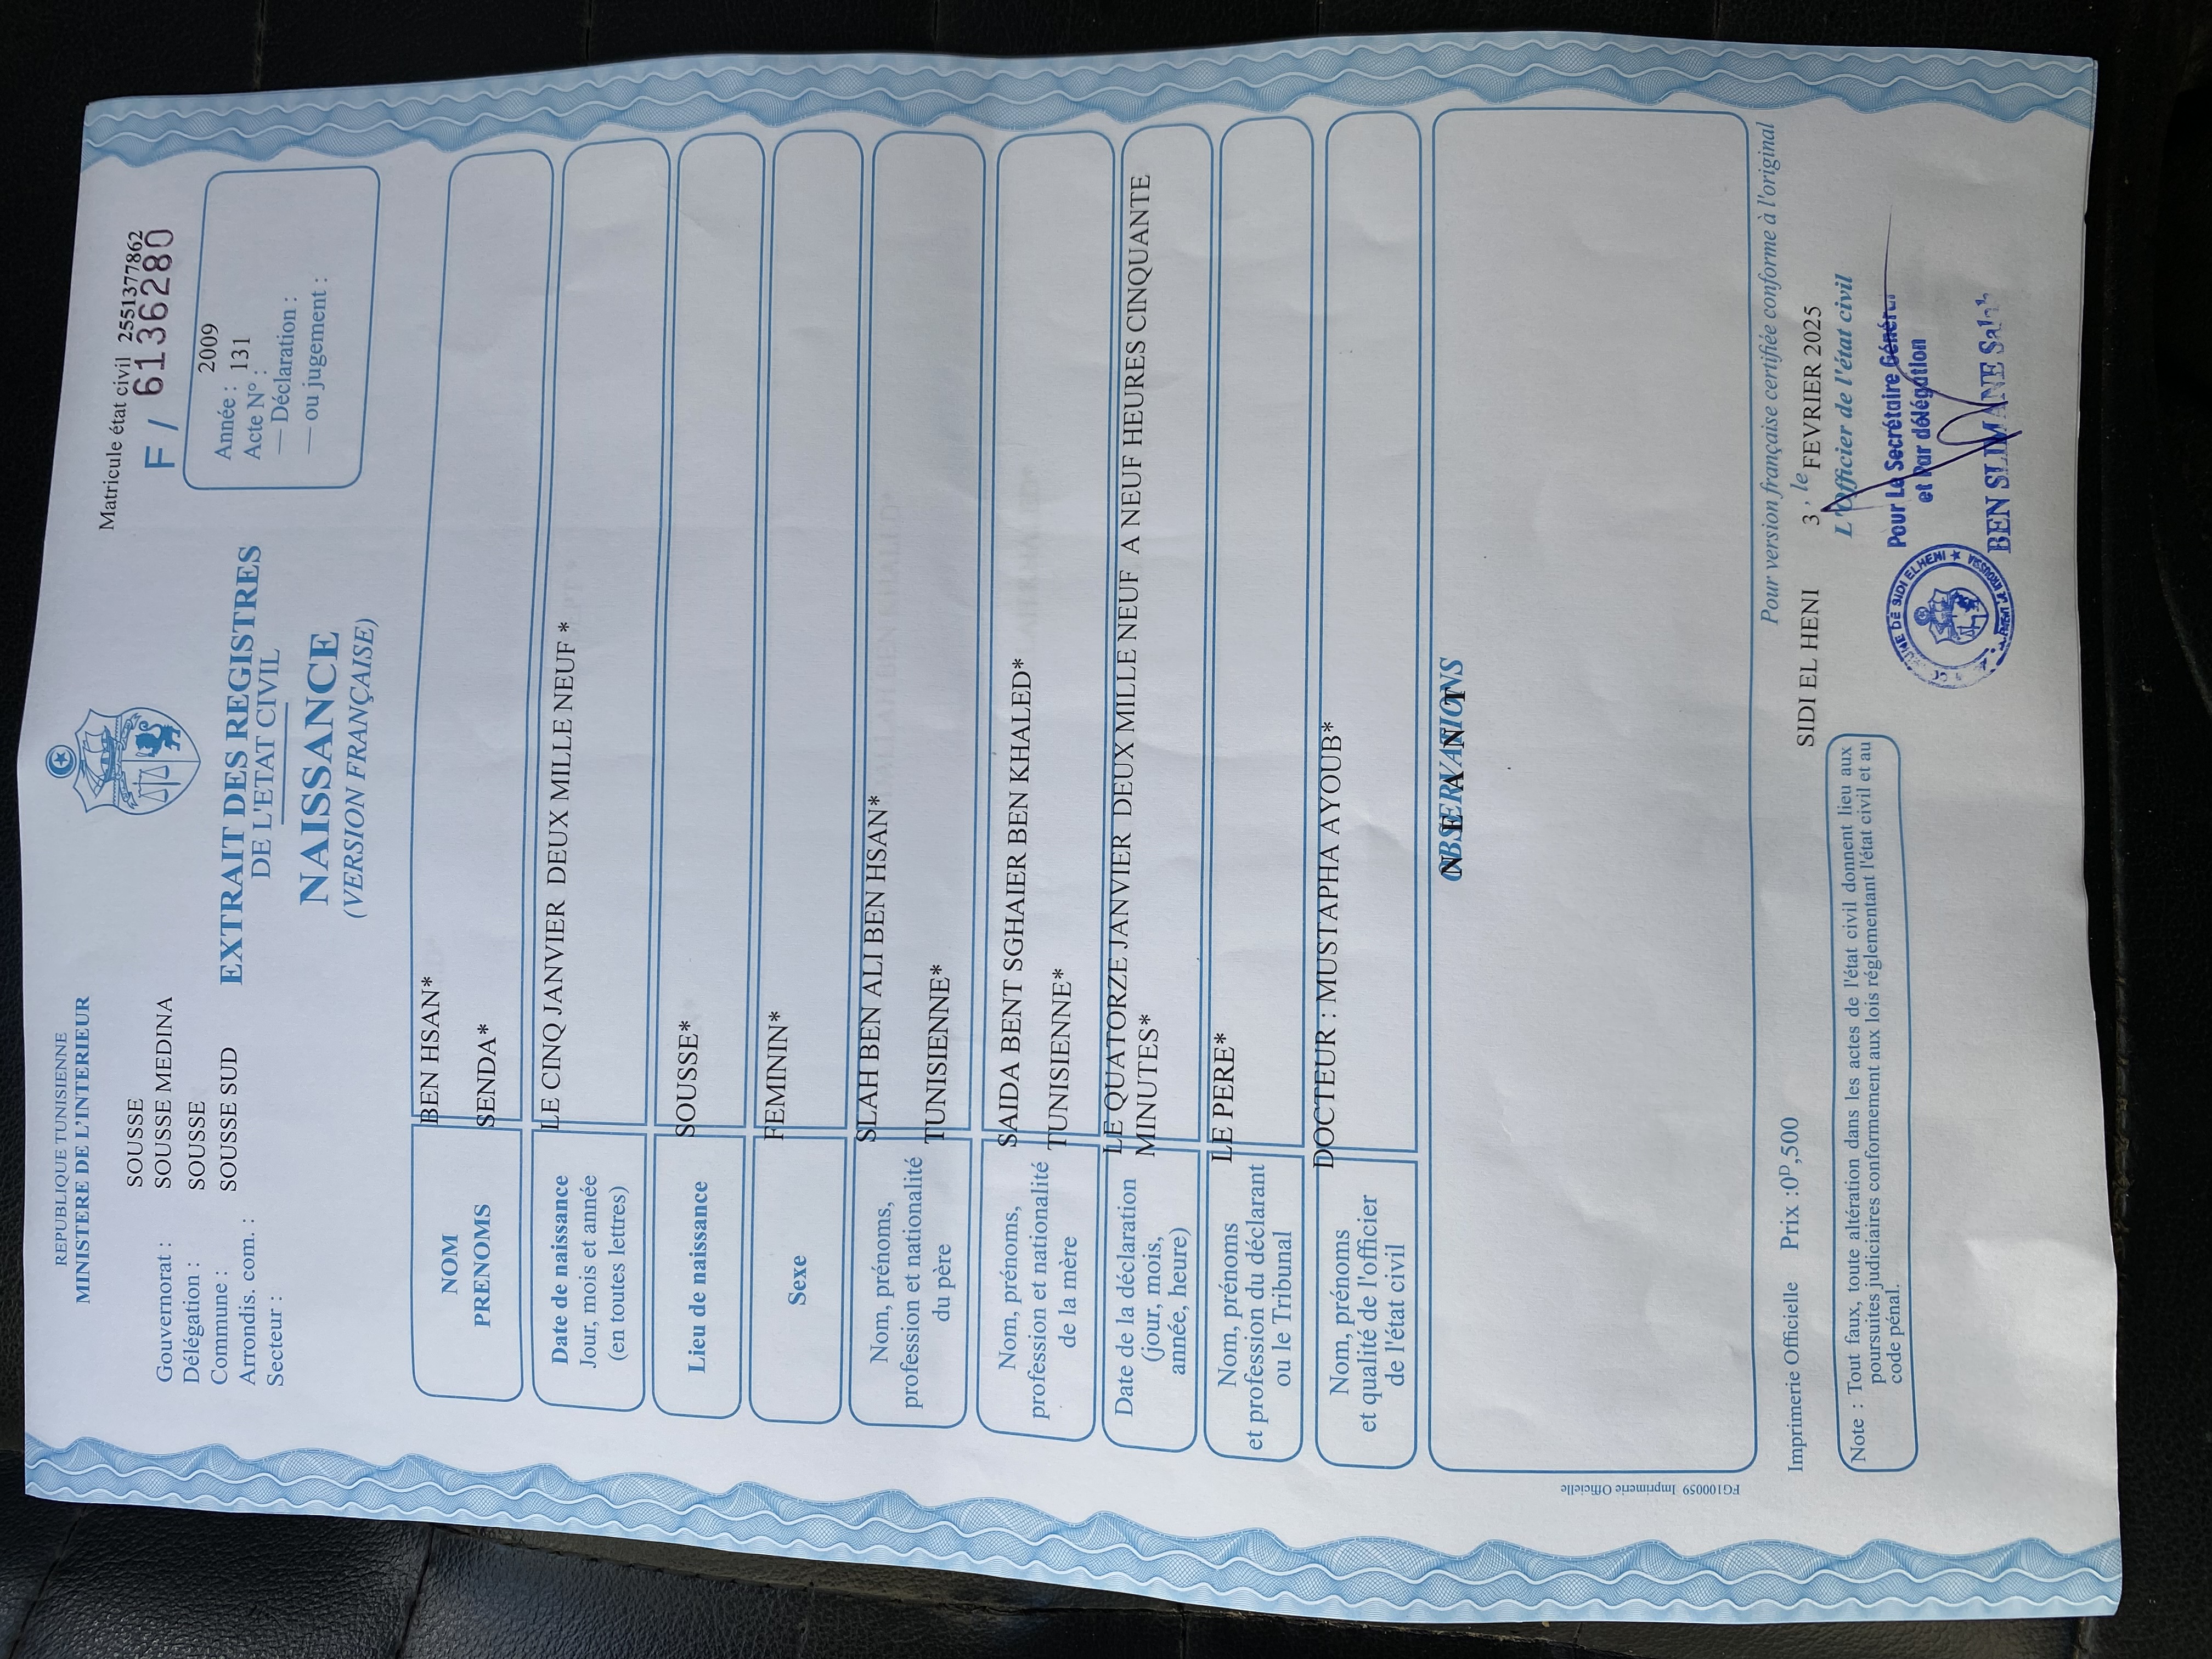 REPUBLIQUE TUNISIENNE
MINISTERE DE L'INTERIEUR
Matricule état civil 2551377862
F / 6136280
Gouvernorat : SOUSSE
Délégation : SOUSSE MEDINA
Commune : SOUSSE
Arrondis. com. : SOUSSE SUD
Secteur :
EXTRAIT DES REGISTRES
DE L'ETAT CIVIL
NAISSANCE
(VERSION FRANÇAISE)
Année : 2009
Acte N° : 131
— Déclaration :
— ou jugement :
NOM BEN HSAN*
PRENOMS SENDA*
Date de naissance LE CINQ JANVIER DEUX MILLE NEUF *
Jour, mois et année
(en toutes lettres)
Lieu de naissance SOUSSE*
Sexe FEMININ*
Nom, prénoms, SLAH BEN ALI BEN HSAN*
profession et nationalité
du père TUNISIENNE*
Nom, prénoms, SAIDA BENT SGHAIER BEN KHALED*
profession et nationalité
de la mère TUNISIENNE*
Date de la déclaration LE QUATORZE JANVIER DEUX MILLE NEUF A NEUF HEURES CINQUANTE
(jour, mois, MINUTES*
année, heure)
Nom, prénoms LE PERE*
et profession du déclarant
ou le Tribunal
Nom, prénoms DOCTEUR : MUSTAPHA AYOUB*
et qualité de l'officier
de l'état civil
OBSERVATIONS
N E A N T
FG100059 Imprimerie Officielle
Pour version française certifiée conforme à l'original
Imprimerie Officielle Prix :0ᴰ,500
SIDI EL HENI 3 , le FEVRIER 2025
L'Officier de l'état civil
Note : Tout faux, toute altération dans les actes de l'état civil donnent lieu aux
poursuites judiciaires conformement aux lois réglementant l'état civil et au
code pénal.
Pour Le Secrétaire Général
et Par délégation
BEN SLIMANE Salah
DE SIDI ELHENI